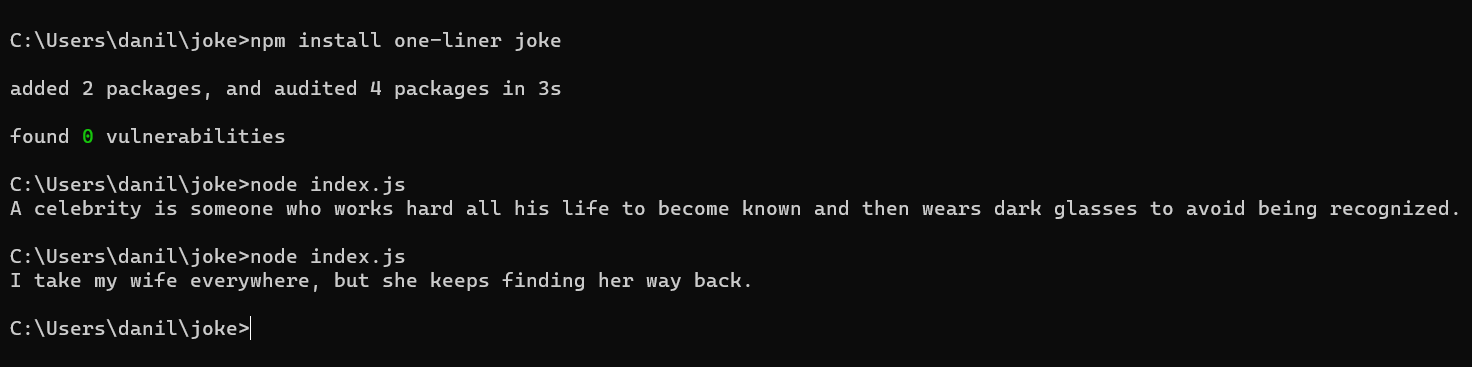 C:\Users\danil\joke>npm install one-liner joke
added 2 packages, and audited 4 packages in 3s
found 0 vulnerabilities
C:\Users\danil\joke>node index.js
A celebrity is someone who works hard all his life to become known and then wears dark glasses to avoid being recognized.
C:\Users\danil\joke>node index.js
I take my wife everywhere, but she keeps finding her way back.
C:\Users\danil\joke>